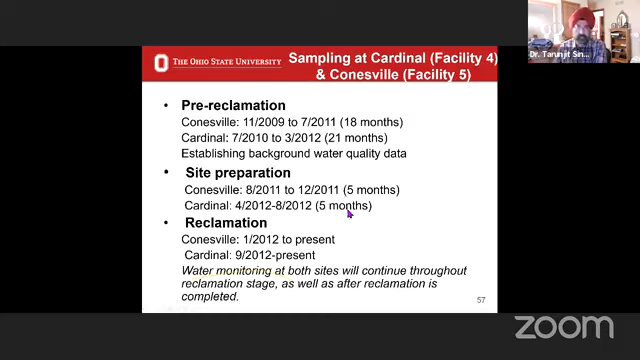 THE OHIO STATE UNIVERSITY
Sampling at Cardinal (Facility 4)
& Conesville (Facility 5)
• Pre-reclamation
Conesville: 11/2009 to 7/2011 (18 months)
Cardinal: 7/2010 to 3/2012 (21 months)
Establishing background water quality data
• Site preparation
Conesville: 8/2011 to 12/2011 (5 months)
Cardinal: 4/2012-8/2012 (5 months)
• Reclamation
Conesville: 1/2012 to present
Cardinal: 9/2012-present
Water monitoring at both sites will continue throughout
reclamation stage, as well as after reclamation is
completed.
57
Dr. Tarunjit Sin...
zoom